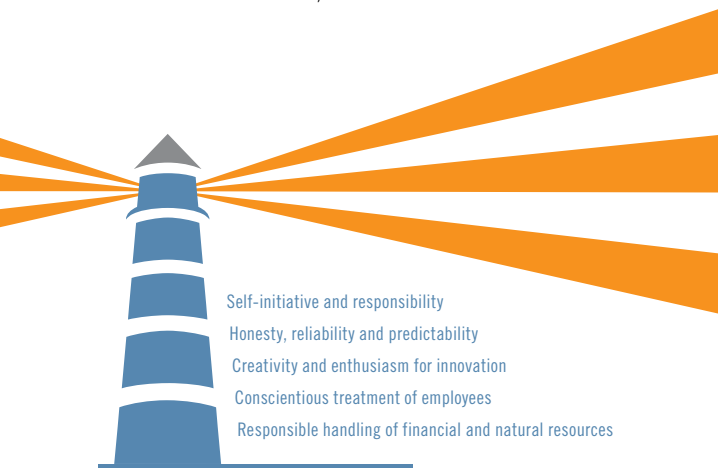 Self-initiative and responsibility
Honesty, reliability and predictability
Creativity and enthusiasm for innovation
Conscientious treatment of employees
Responsible handling of financial and natural resources